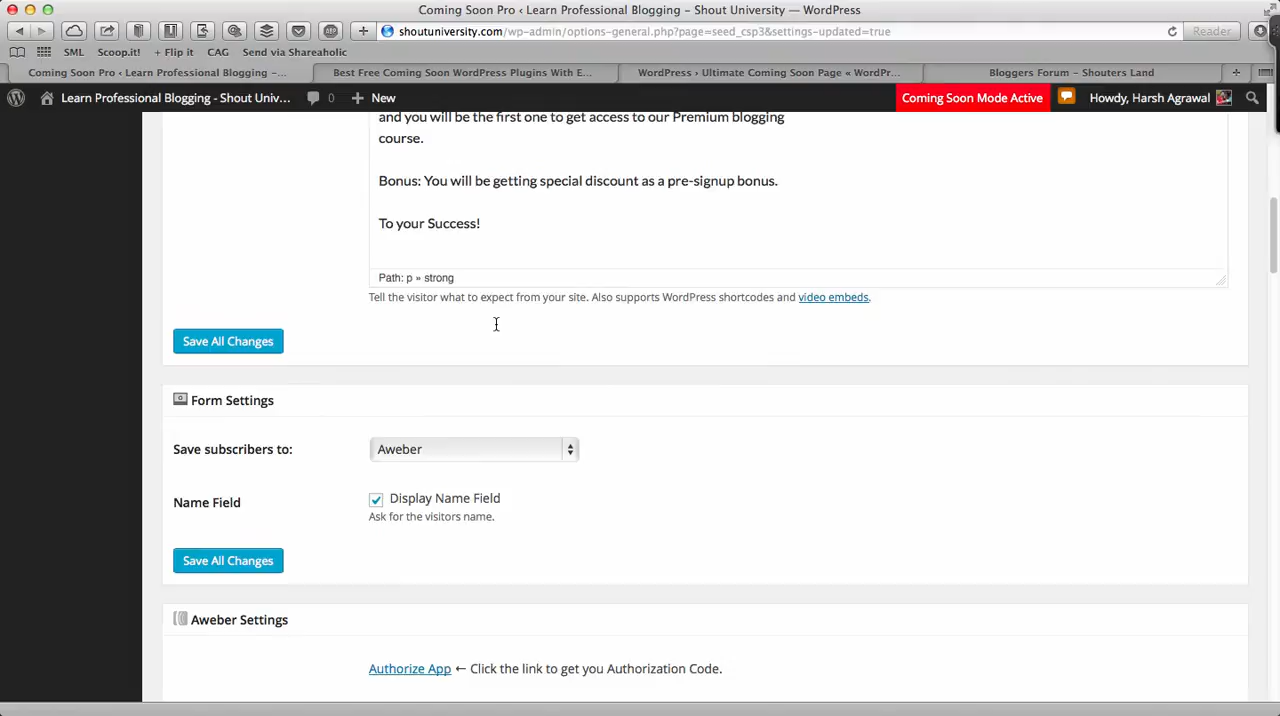 Coming Soon Pro ‹ Learn Professional Blogging – Shout University — WordPress
shoutuniversity.com/wp-admin/options-general.php?page=seed_csp3&settings-updated=true
Reader
SML Scoop.it! + Flip it CAG Send via Shareaholic
Coming Soon Pro ‹ Learn Professional Blogging –...
Best Free Coming Soon WordPress Plugins With E...
WordPress › Ultimate Coming Soon Page « WordPr...
Bloggers Forum – Shouters Land
Learn Professional Blogging - Shout Univ... 0 + New
Coming Soon Mode Active
Howdy, Harsh Agrawal
and you will be the first one to get access to our Premium blogging
course.
Bonus: You will be getting special discount as a pre-signup bonus.
To your Success!
Path: p » strong
Tell the visitor what to expect from your site. Also supports WordPress shortcodes and video embeds.
Save All Changes
Form Settings
Save subscribers to: Aweber
Name Field Display Name Field
Ask for the visitors name.
Save All Changes
Aweber Settings
Authorize App ← Click the link to get you Authorization Code.